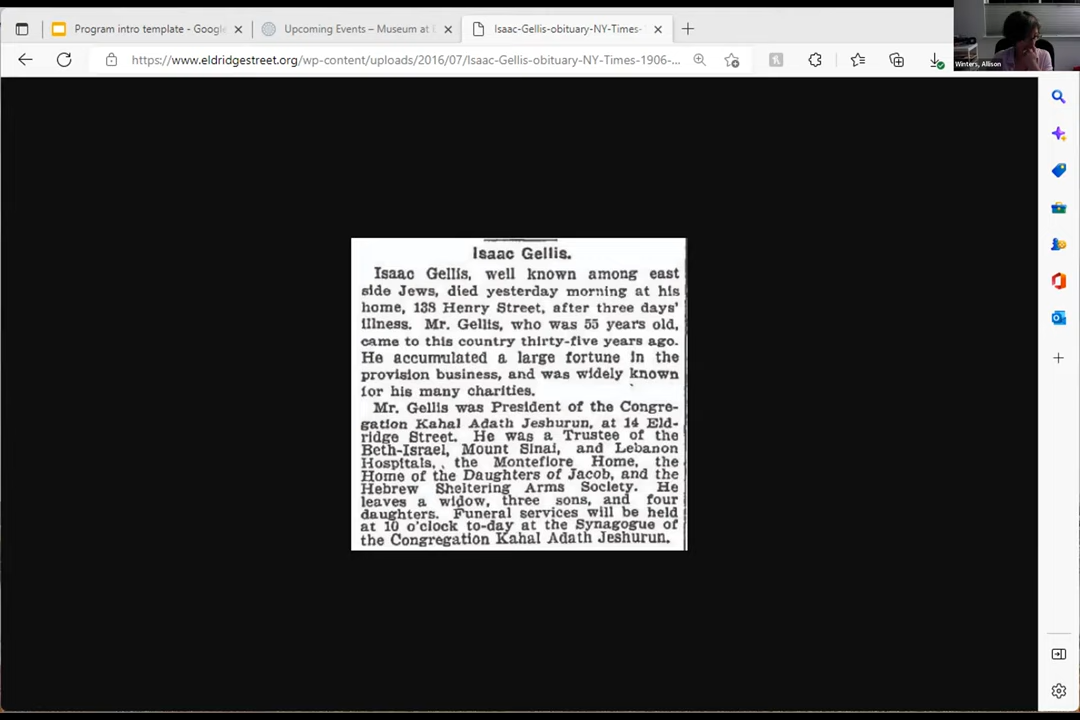 Program intro template - Google
Upcoming Events – Museum at
Isaac-Gellis-obituary-NY-Times-
https://www.eldridgestreet.org/wp-content/uploads/2016/07/Isaac-Gellis-obituary-NY-Times-1906-...
Winters, Allison
Isaac Gellis.
Isaac Gellis, well known among east
side Jews, died yesterday morning at his
home, 138 Henry Street, after three days'
illness. Mr. Gellis, who was 55 years old,
came to this country thirty-five years ago.
He accumulated a large fortune in the
provision business, and was widely known
for his many charities.
Mr. Gellis was President of the Congre-
gation Kahal Adath Jeshurun, at 14 Eld-
ridge Street. He was a Trustee of the
Beth-Israel, Mount Sinai, and Lebanon
Hospitals, the Montefiore Home, the
Home of the Daughters of Jacob, and the
Hebrew Sheltering Arms Society. He
leaves a widow, three sons, and four
daughters. Funeral services will be held
at 10 o'clock to-day at the Synagogue of
the Congregation Kahal Adath Jeshurun.